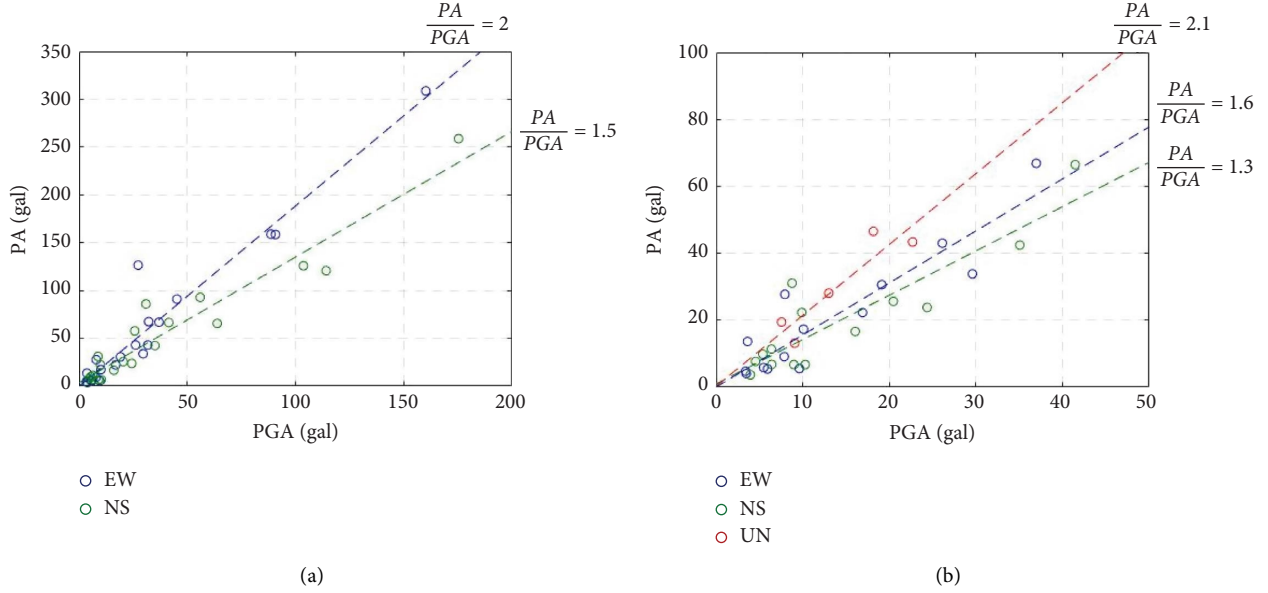 PA
PGA
= 2
350
300
250
200
150
100
50
0
PA (gal)
0
50
100
150
200
PGA (gal)
PA
PGA
= 1.5
EW
NS
(a)
PA
PGA
= 2.1
100
80
60
40
20
0
PA (gal)
0
10
20
30
40
50
PGA (gal)
PA
PGA
= 1.6
PA
PGA
= 1.3
EW
NS
UN
(b)